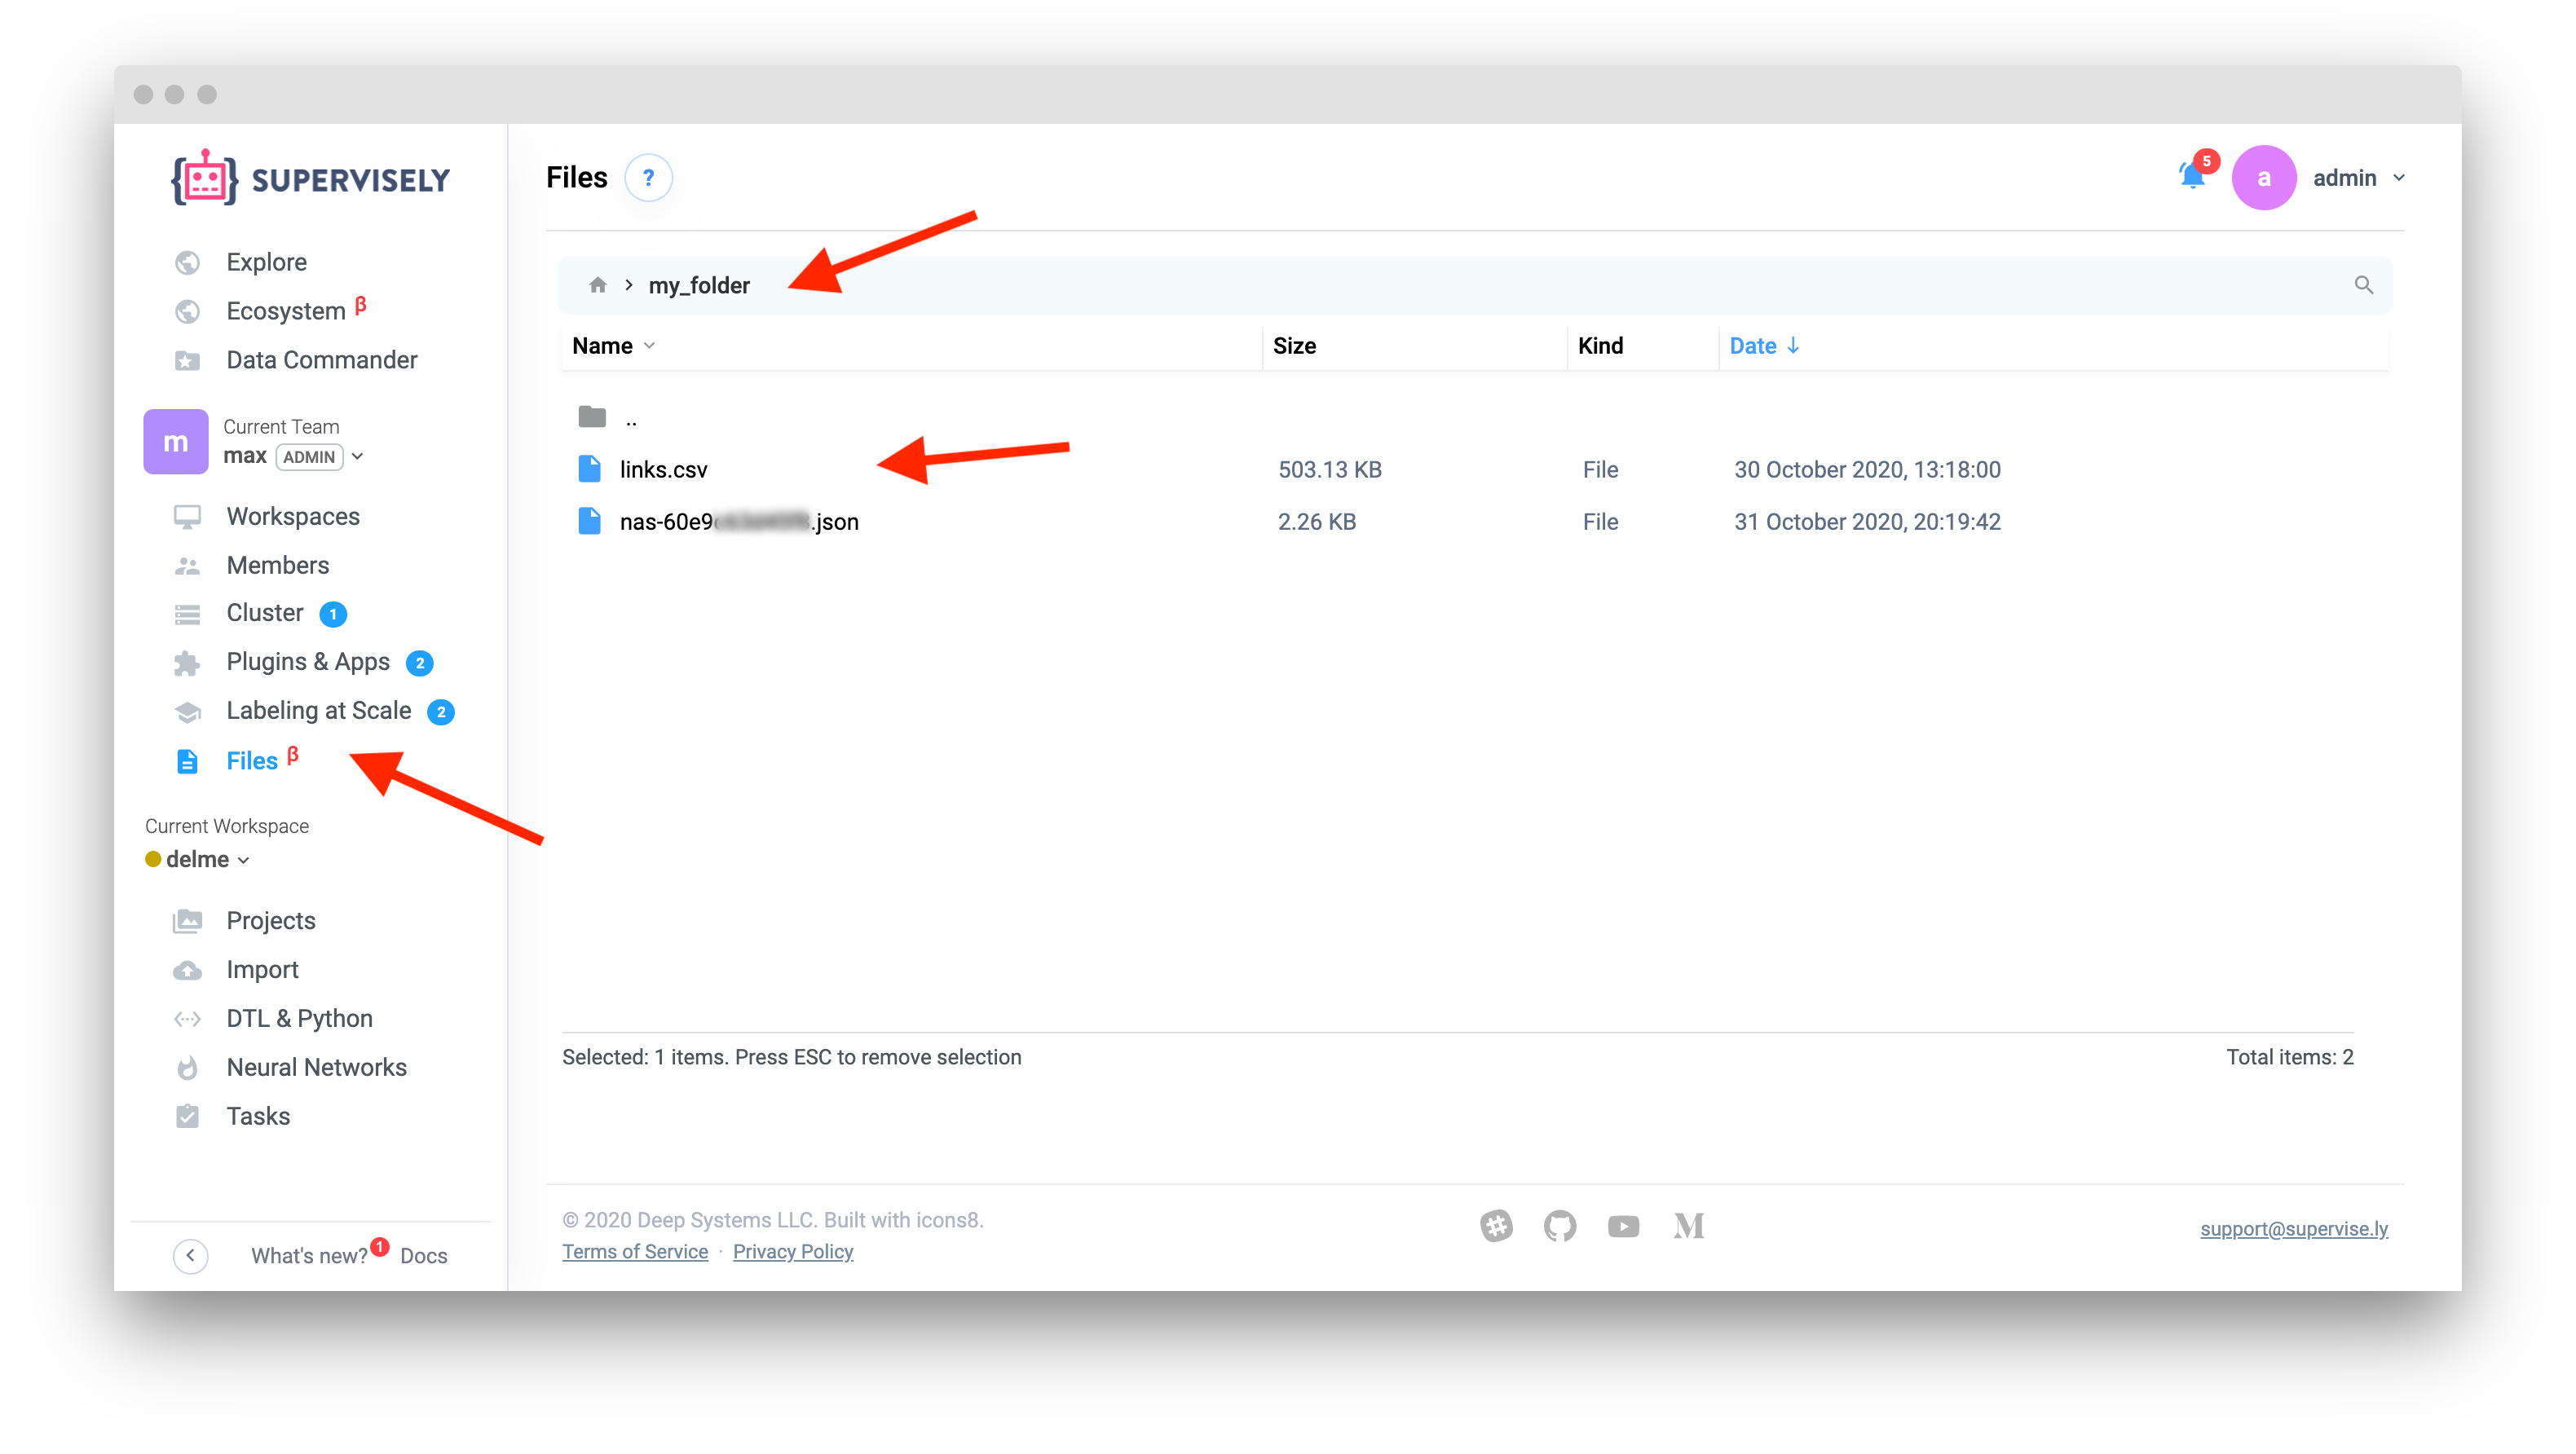 SUPERVISELY
Explore
Ecosystem β
Data Commander
m
Current Team
max ADMIN
Workspaces
Members
Cluster 1
Plugins & Apps 2
Labeling at Scale 2
Files β
Current Workspace
delme
Projects
Import
DTL & Python
Neural Networks
Tasks
What's new? 1 Docs
Files ?
5 a admin
my_folder
Name Size Kind Date ↓
..
links.csv 503.13 KB File 30 October 2020, 13:18:00
nas-60e9 .json 2.26 KB File 31 October 2020, 20:19:42
Selected: 1 items. Press ESC to remove selection Total items: 2
© 2020 Deep Systems LLC. Built with icons8.
Terms of Service · Privacy Policy
support@supervise.ly